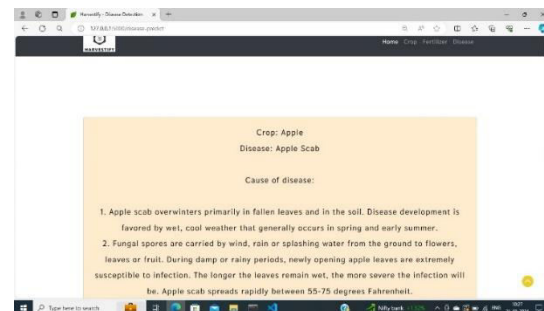 Harvestify - Disease Detection
HARVESTIFY
Home Crop Fertilizer Disease
Crop: Apple
Disease: Apple Scab
Cause of disease:
1. Apple scab overwinters primarily in fallen leaves and in the soil. Disease development is
favored by wet, cool weather that generally occurs in spring and early summer.
2. Fungal spores are carried by wind, rain or splashing water from the ground to flowers,
leaves or fruit. During damp or rainy periods, newly opening apple leaves are extremely
susceptible to infection. The longer the leaves remain wet, the more severe the infection will
be. Apple scab spreads rapidly between 55-75 degrees Fahrenheit.
Type here to search
Nifty bank